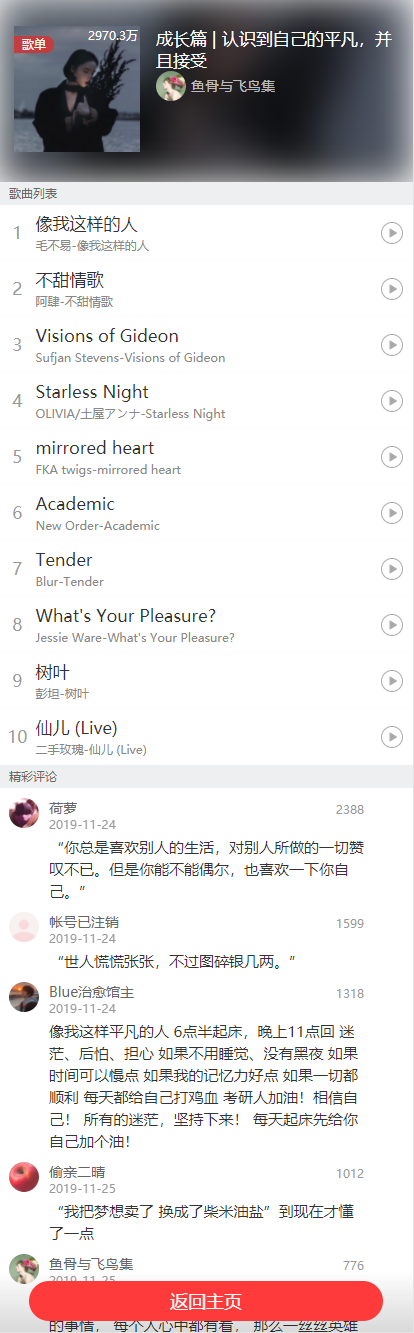 歌单
2970.3万
成长篇 | 认识到自己的平凡，并
且接受
鱼骨与飞鸟集
歌曲列表
1
像我这样的人
毛不易-像我这样的人
2
不甜情歌
阿肆-不甜情歌
3
Visions of Gideon
Sufjan Stevens-Visions of Gideon
4
Starless Night
OLIVIA/土屋アンナ-Starless Night
5
mirrored heart
FKA twigs-mirrored heart
6
Academic
New Order-Academic
7
Tender
Blur-Tender
8
What's Your Pleasure?
Jessie Ware-What's Your Pleasure?
9
树叶
彭坦-树叶
10
仙儿 (Live)
二手玫瑰-仙儿 (Live)
精彩评论
荷萝
2388
2019-11-24
“你总是喜欢别人的生活，对别人所做的一切赞
叹不已。但是你能不能偶尔，也喜欢一下你自
己。”
帐号已注销
1599
2019-11-24
“世人慌慌张张，不过图碎银几两。”
Blue治愈馆主
1318
2019-11-24
像我这样平凡的人 6点半起床，晚上11点回 迷
茫、后怕、担心 如果不用睡觉、没有黑夜 如果
时间可以慢点 如果我的记忆力好点 如果一切都
顺利 每天都给自己打鸡血 考研人加油！相信自
己！ 所有的迷茫，坚持下来！ 每天起床先给你
自己加个油！
偷亲二晴
1012
2019-11-25
“我把梦想卖了 换成了柴米油盐”到现在才懂
了一点
鱼骨与飞鸟集
776
2019-11-25
返回主页
的事情， 每个人心中都有着， 那么一丝丝英雄